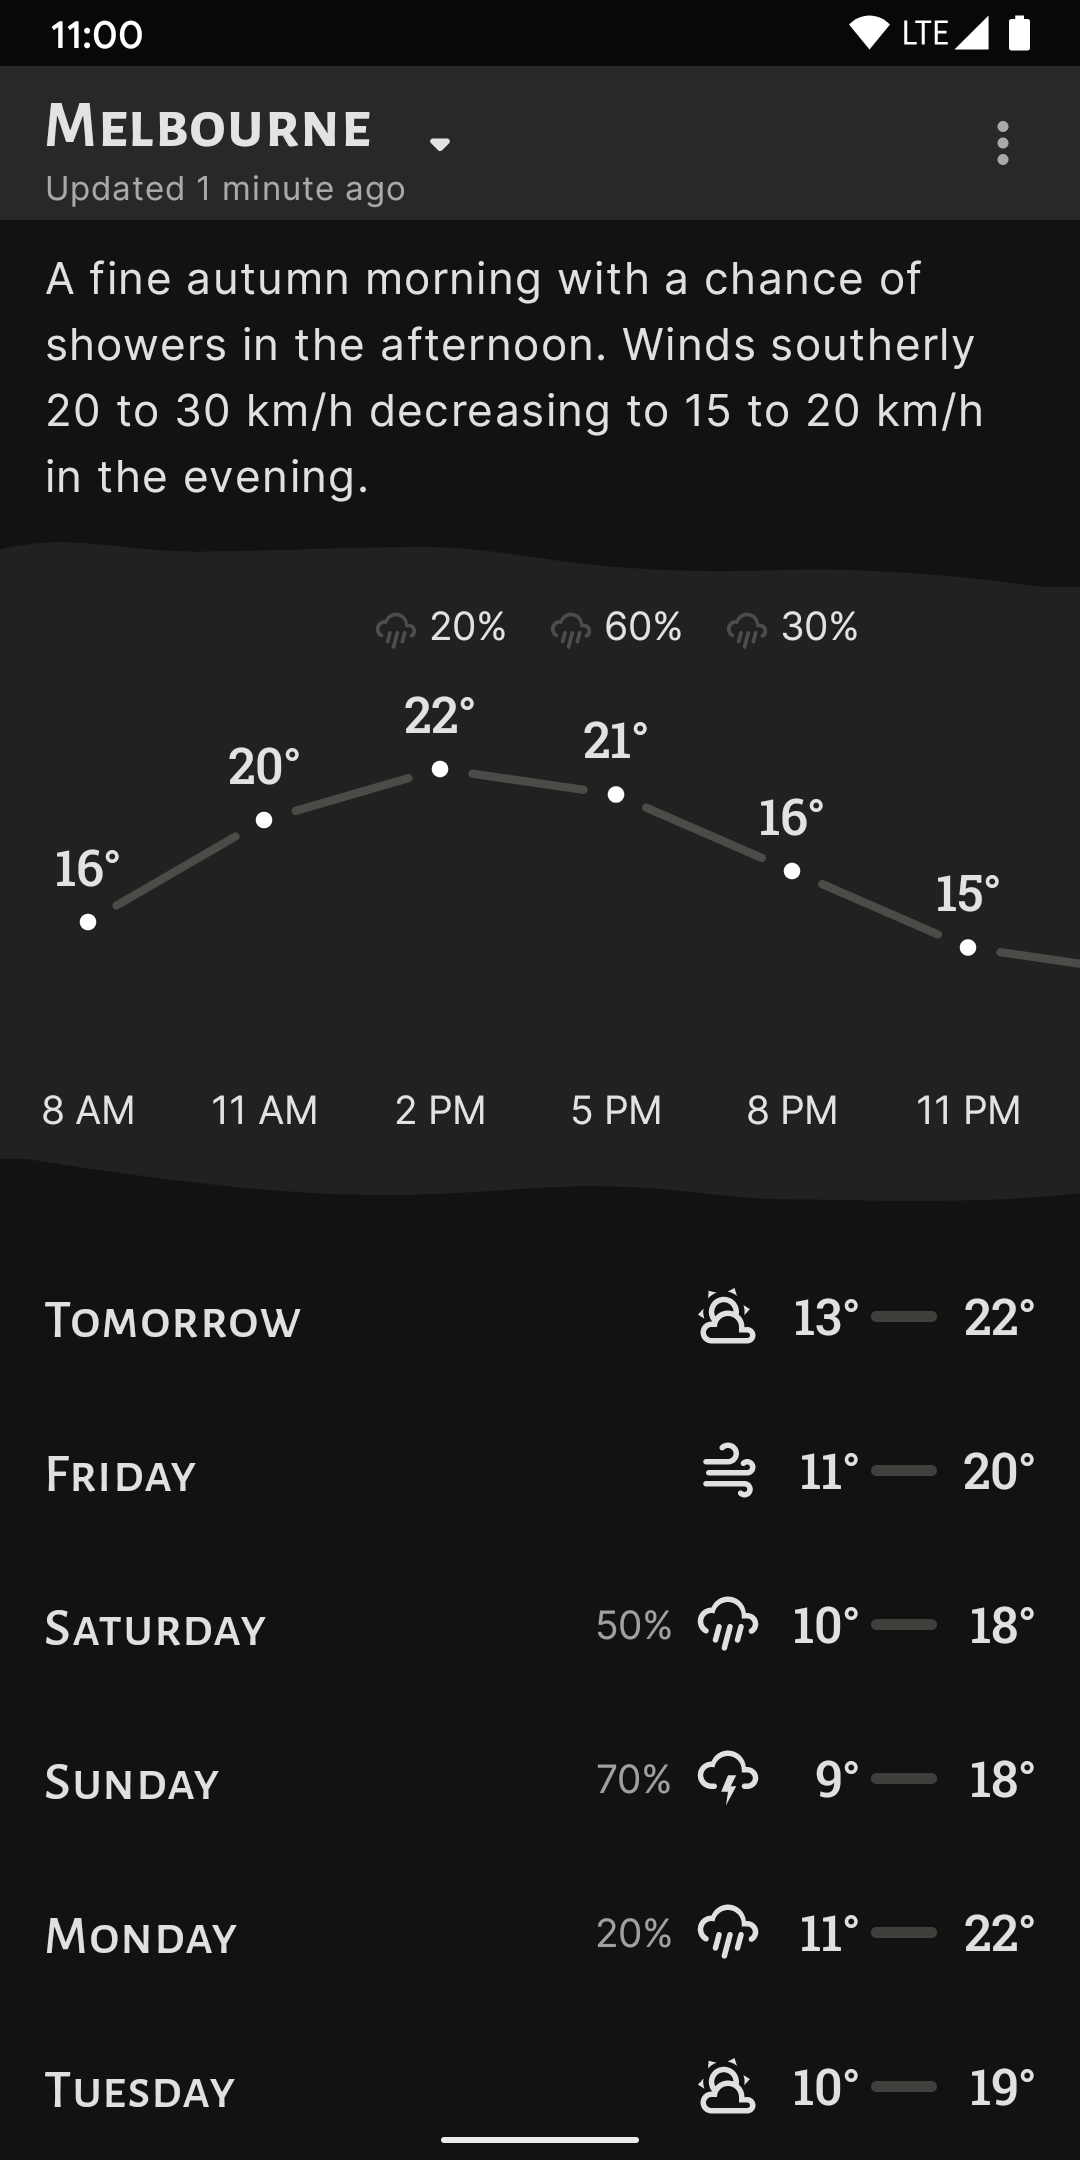 11:00 LTE
MELBOURNE
Updated 1 minute ago
A fine autumn morning with a chance of
showers in the afternoon. Winds southerly
20 to 30 km/h decreasing to 15 to 20 km/h
in the evening.
20% 60% 30%
16° 20° 22° 21° 16° 15°
8 AM 11 AM 2 PM 5 PM 8 PM 11 PM
TOMORROW 13° 22°
FRIDAY 11° 20°
SATURDAY 50% 10° 18°
SUNDAY 70% 9° 18°
MONDAY 20% 11° 22°
TUESDAY 10° 19°